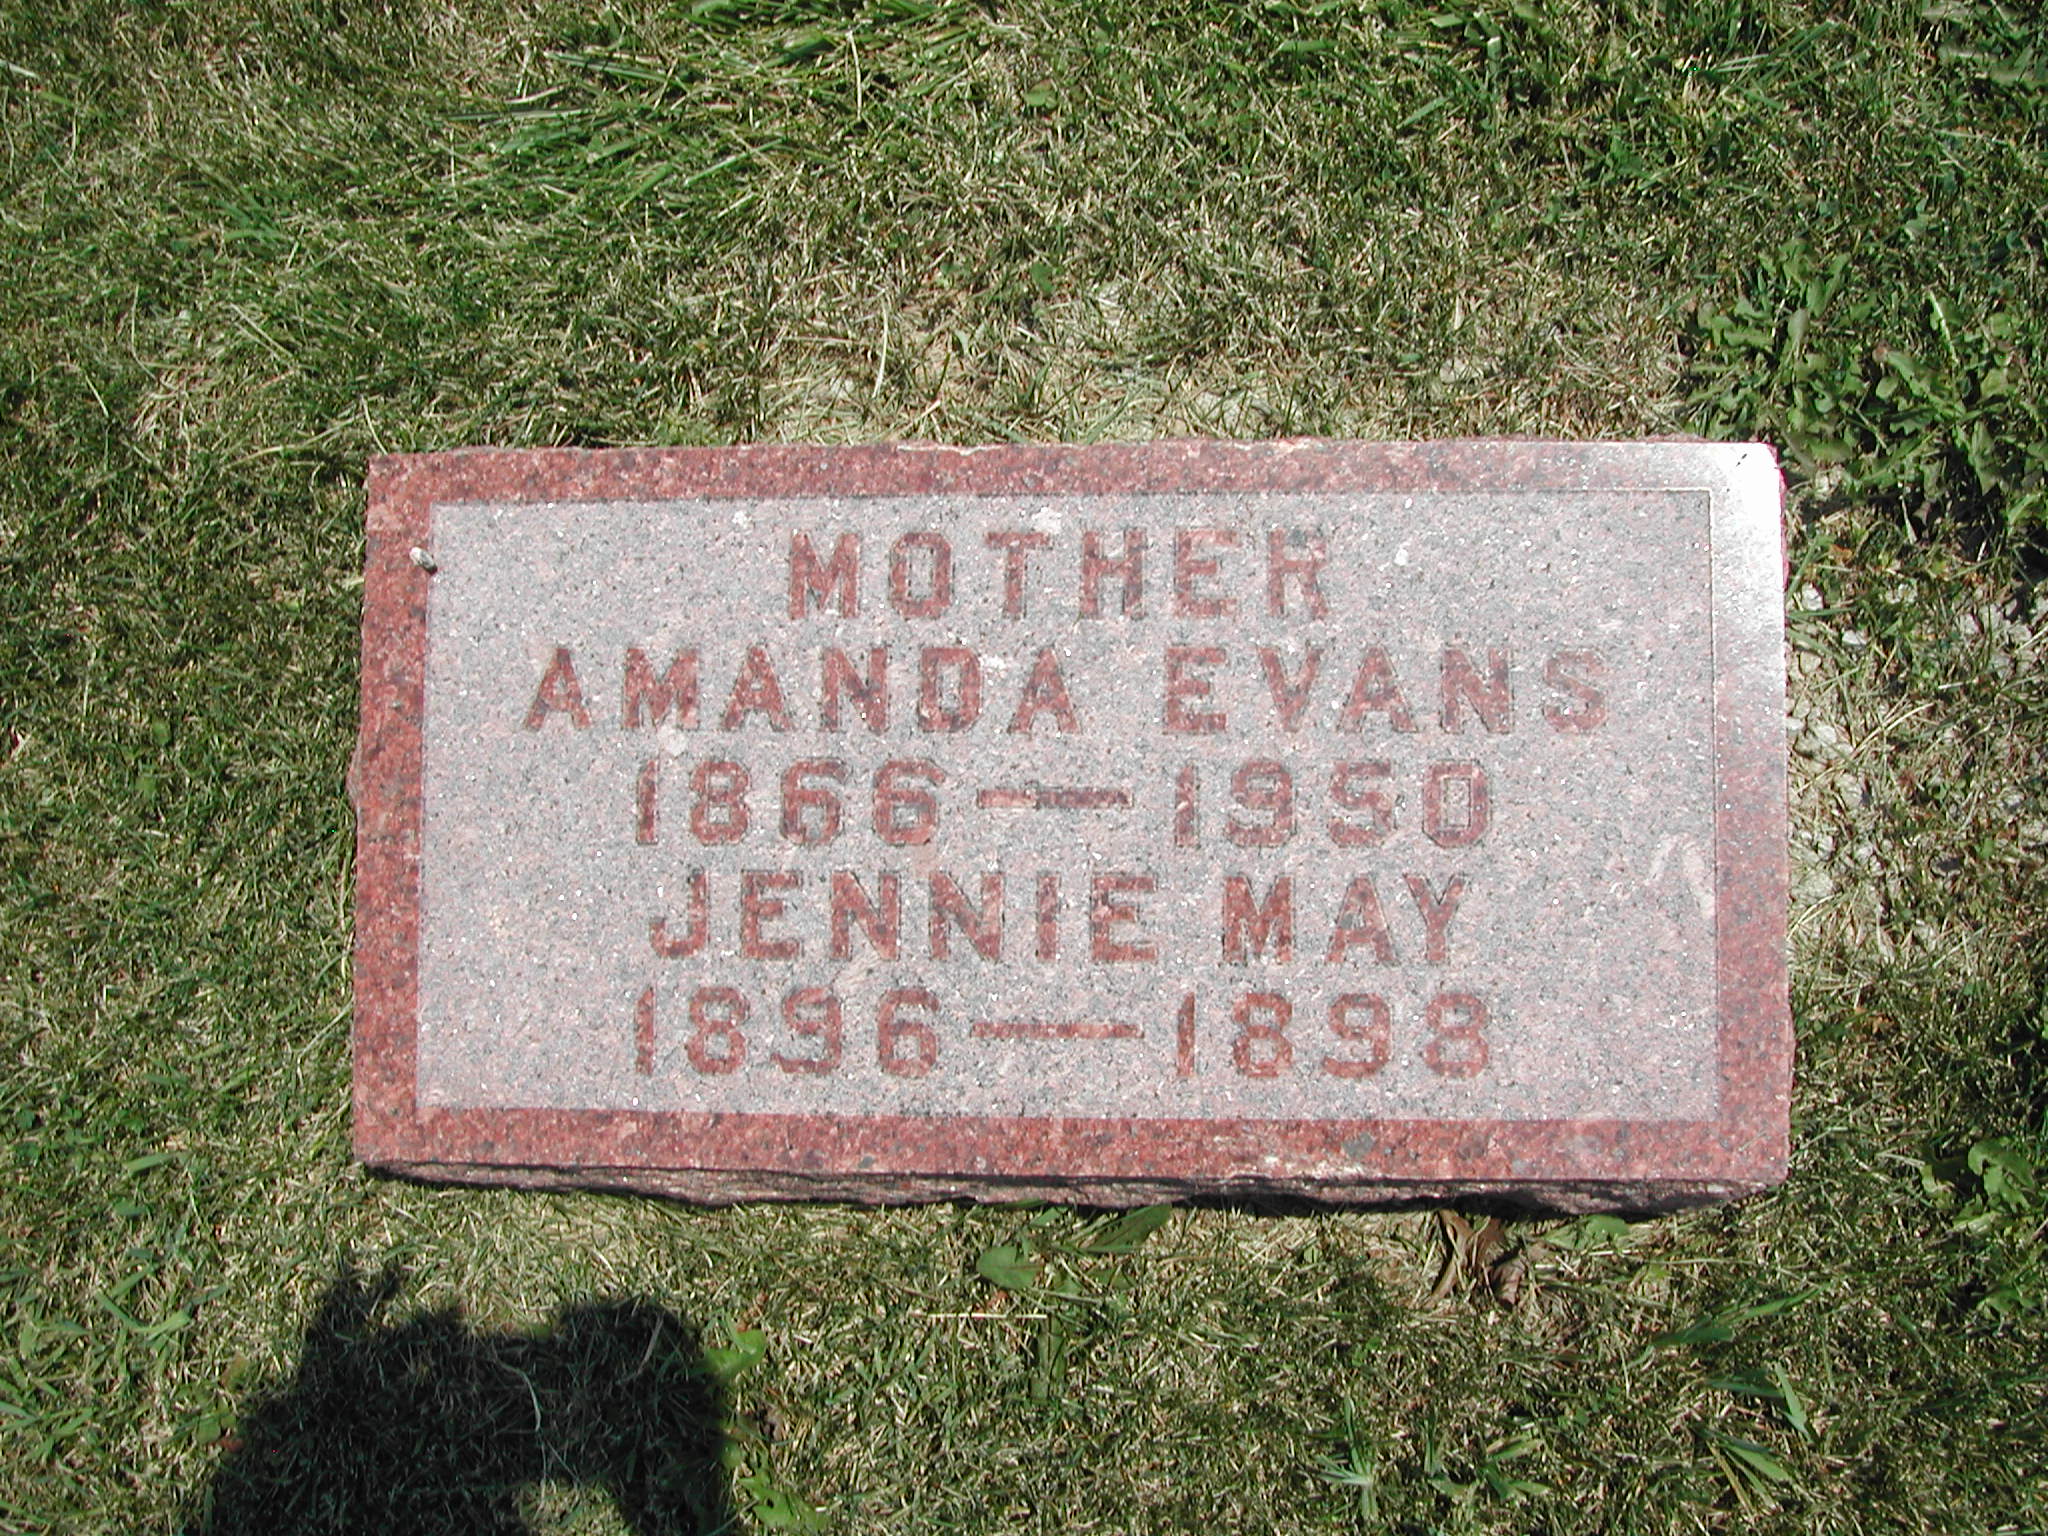 MOTHER
AMANDA EVANS
1866 — 1950
JENNIE MAY
1896 — 1898